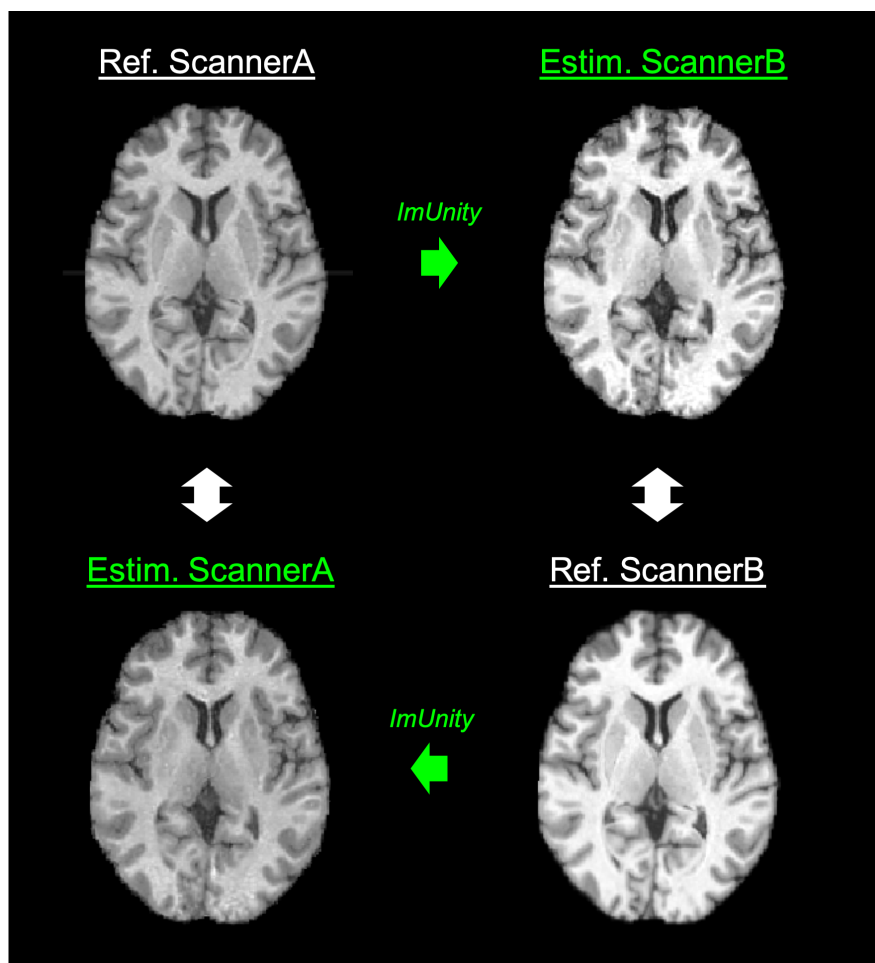 Ref. ScannerA
Estim. ScannerB
ImUnity
Estim. ScannerA
Ref. ScannerB
ImUnity